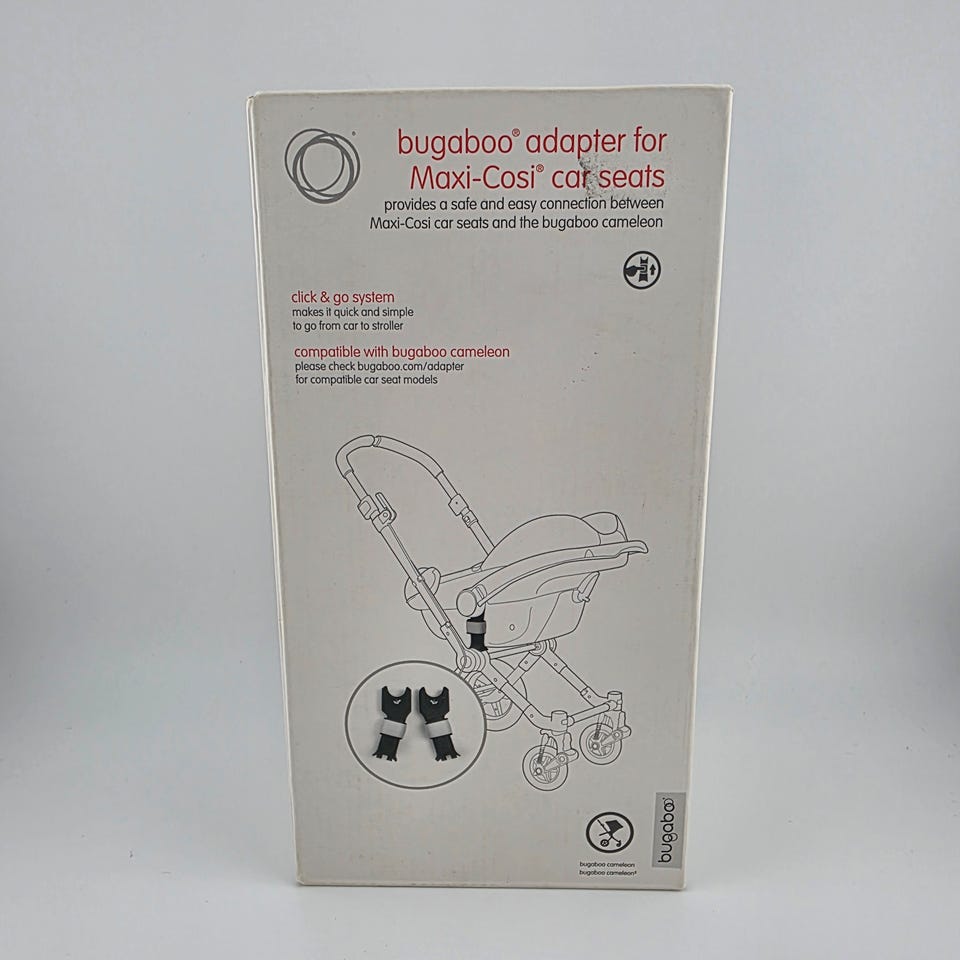 bugaboo® adapter for
Maxi-Cosi® car seats
provides a safe and easy connection between
Maxi-Cosi car seats and the bugaboo cameleon
click & go system
makes it quick and simple
to go from car to stroller
compatible with bugaboo cameleon
please check bugaboo.com/adapter
for compatible car seat models
bugaboo cameleon
bugaboo cameleon³
bugaboo